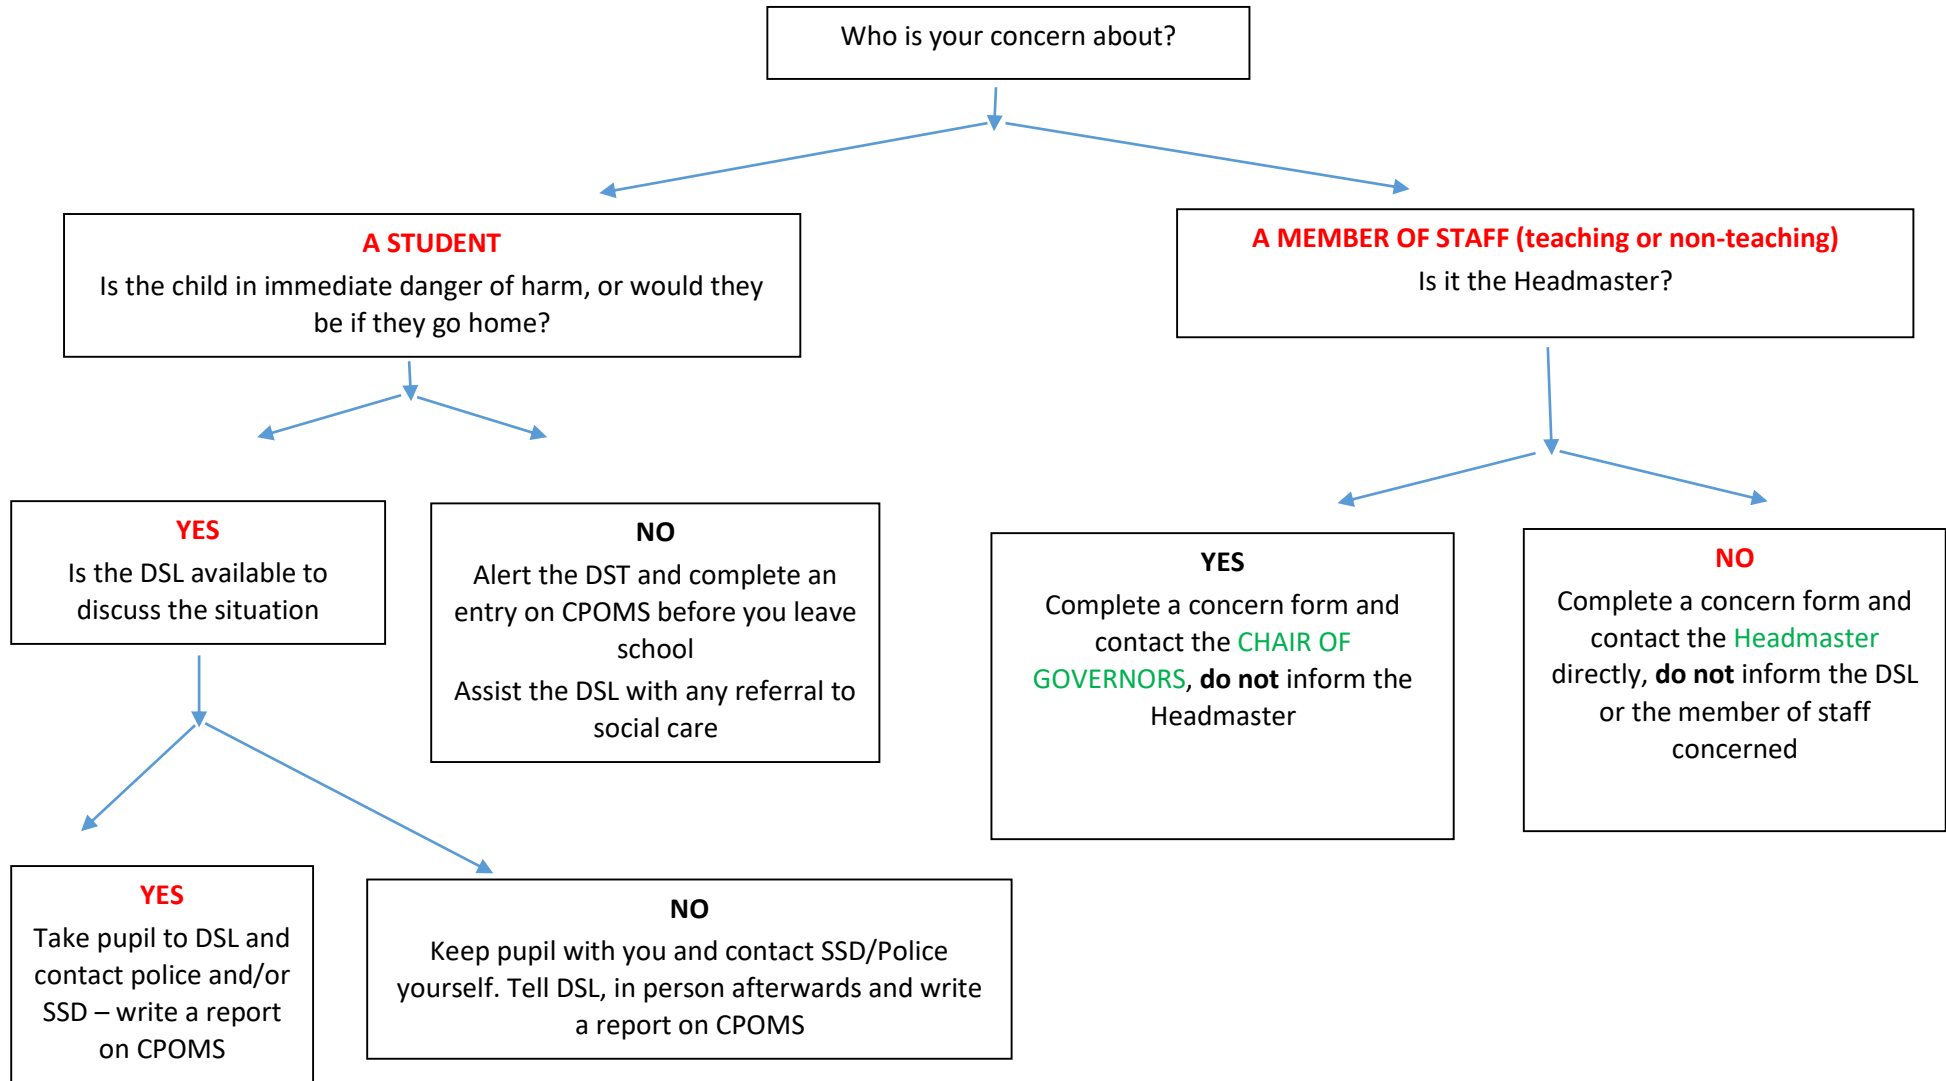 Who is your concern about?
A STUDENT
Is the child in immediate danger of harm, or would they
be if they go home?
A MEMBER OF STAFF (teaching or non-teaching)
Is it the Headmaster?
YES
Is the DSL available to
discuss the situation
NO
Alert the DST and complete an
entry on CPOMS before you leave
school
Assist the DSL with any referral to
social care
YES
Complete a concern form and
contact the CHAIR OF
GOVERNORS, do not inform the
Headmaster
NO
Complete a concern form and
contact the Headmaster
directly, do not inform the DSL
or the member of staff
concerned
YES
Take pupil to DSL and
contact police and/or
SSD – write a report
on CPOMS
NO
Keep pupil with you and contact SSD/Police
yourself. Tell DSL, in person afterwards and write
a report on CPOMS